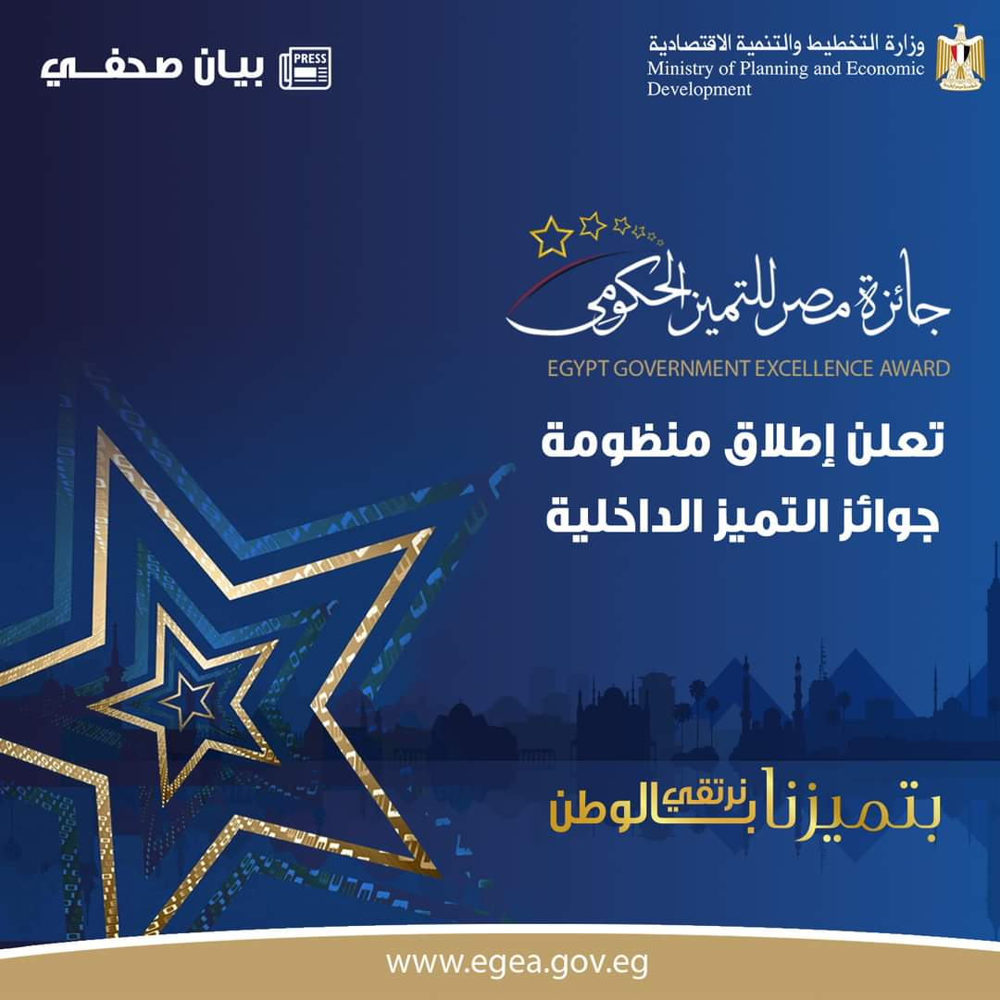 وزارة التخطيط والتنمية الاقتصادية
Ministry of Planning and Economic
Development
PRESS
بيان صحفي
جائزة مصر للتميز الحكومي
EGYPT GOVERNMENT EXCELLENCE AWARD
تعلن إطلاق منظومة
جوائز التميز الداخلية
بتميزنا نرتقي بالوطن
www.egea.gov.eg